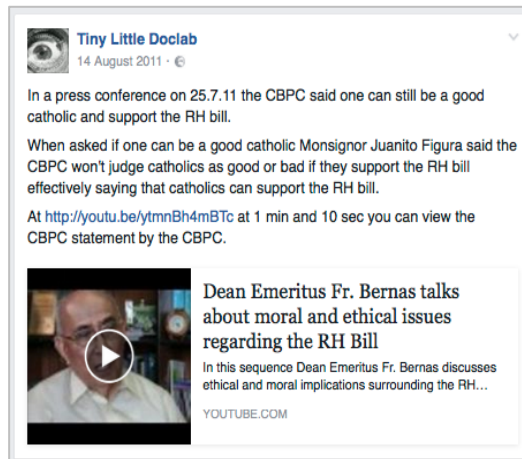 Tiny Little Doclab
14 August 2011 ·
In a press conference on 25.7.11 the CBPC said one can still be a good
catholic and support the RH bill.
When asked if one can be a good catholic Monsignor Juanito Figura said the
CBPC won't judge catholics as good or bad if they support the RH bill
effectively saying that catholics can support the RH bill.
At http://youtu.be/ytmnBh4mBTc at 1 min and 10 sec you can view the
CBPC statement by the CBPC.
Dean Emeritus Fr. Bernas talks
about moral and ethical issues
regarding the RH Bill
In this sequence Dean Emeritus Fr. Bernas discusses
ethical and moral implications surrounding the RH...
YOUTUBE.COM